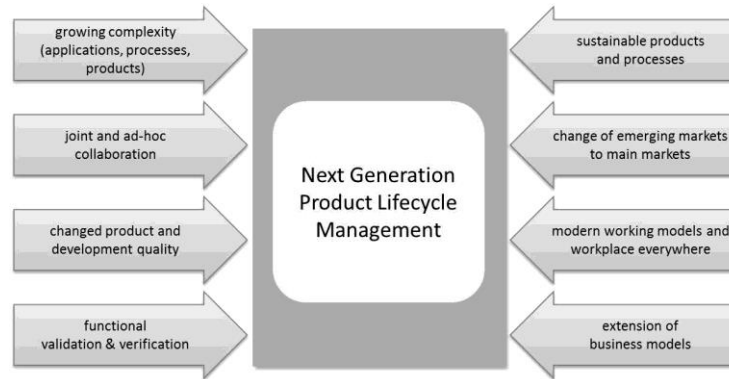 growing complexity
(applications, processes,
products)
joint and ad-hoc
collaboration
changed product and
development quality
functional
validation & verification
Next Generation
Product Lifecycle
Management
sustainable products
and processes
change of emerging markets
to main markets
modern working models and
workplace everywhere
extension of
business models